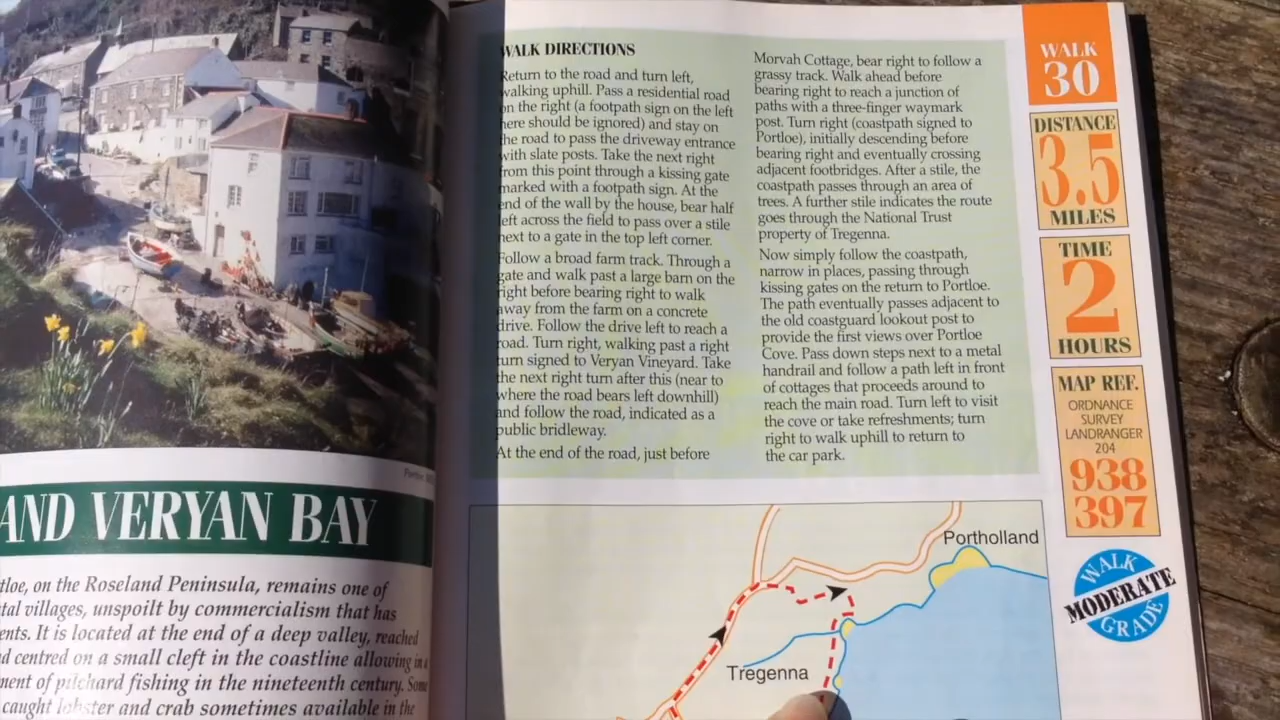 AND VERYAN BAY
tloe, on the Roseland Peninsula, remains one of
tal villages, unspoilt by commercialism that has
ents. It is located at the end of a deep valley, reached
d centred on a small cleft in the coastline allowing in a
ment of pilchard fishing in the nineteenth century. Som
caught lobster and crab sometimes available in the
WALK DIRECTIONS
Return to the road and turn left,
walking uphill. Pass a residential road
on the right (a footpath sign on the left
here should be ignored) and stay on
the road to pass the driveway entrance
with slate posts. Take the next right
from this point through a kissing gate
marked with a footpath sign. At the
end of the wall by the house, bear half
left across the field to pass over a stile
next to a gate in the top left corner.
Follow a broad farm track. Through a
gate and walk past a large barn on the
right before bearing right to walk
away from the farm on a concrete
drive. Follow the drive left to reach a
road. Turn right, walking past a right
turn signed to Veryan Vineyard. Take
the next right turn after this (near to
where the road bears left downhill)
and follow the road, indicated as a
public bridleway.
At the end of the road, just before
Morvah Cottage, bear right to follow a
grassy track. Walk ahead before
bearing right to reach a junction of
paths with a three-finger waymark
post. Turn right (coastpath signed to
Portloe), initially descending before
bearing right and eventually crossing
adjacent footbridges. After a stile, the
coastpath passes through an area of
trees. A further stile indicates the route
goes through the National Trust
property of Tregenna.
Now simply follow the coastpath,
narrow in places, passing through
kissing gates on the return to Portloe.
The path eventually passes adjacent to
the old coastguard lookout post to
provide the first views over Portloe
Cove. Pass down steps next to a metal
handrail and follow a path left in front
of cottages that proceeds around to
reach the main road. Turn left to visit
the cove or take refreshments; turn
right to walk uphill to return to
the car park.
WALK
30
DISTANCE
3.5
MILES
TIME
2
HOURS
MAP REF.
ORDNANCE
SURVEY
LANDRANGER
204
938
397
WALK
MODERATE
GRADE
Portholland
Tregenna